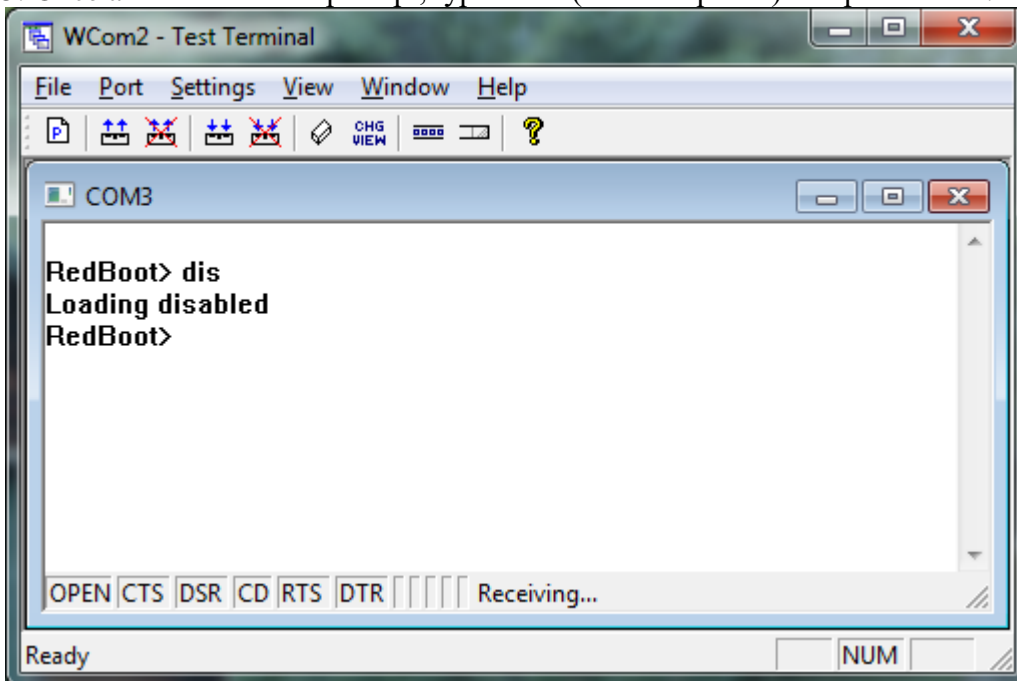 WCom2 - Test Terminal
File Port Settings View Window Help
P CHG VIEW ?
COM3
RedBoot> dis
Loading disabled
RedBoot>
OPEN CTS DSR CD RTS DTR Receiving...
Ready NUM